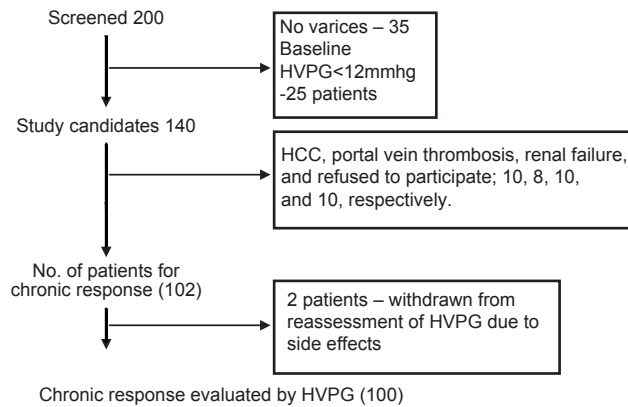 Screened 200
No varices – 35
Baseline
HVPG<12mmhg
-25 patients
Study candidates 140
HCC, portal vein thrombosis, renal failure,
and refused to participate; 10, 8, 10,
and 10, respectively.
No. of patients for
chronic response (102)
2 patients – withdrawn from
reassessment of HVPG due to
side effects
Chronic response evaluated by HVPG (100)